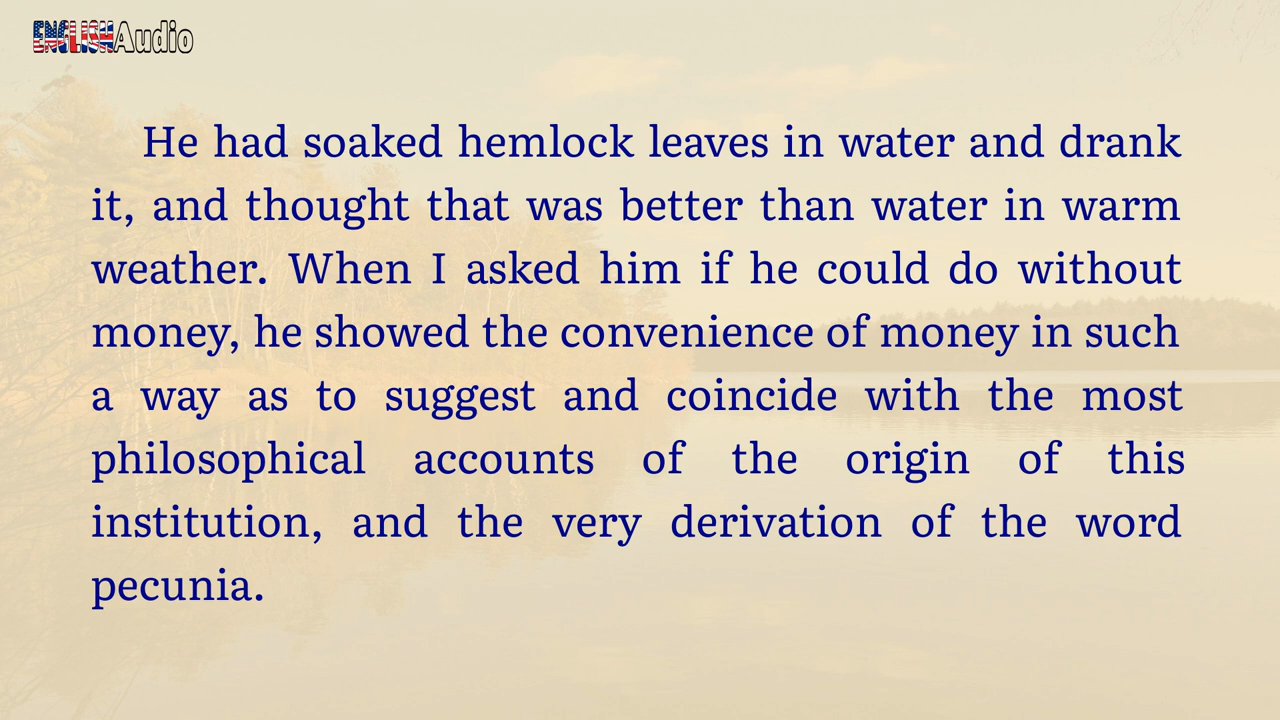 ENGLISHAudio
He had soaked hemlock leaves in water and drank
it, and thought that was better than water in warm
weather. When I asked him if he could do without
money, he showed the convenience of money in such
a way as to suggest and coincide with the most
philosophical accounts of the origin of this
institution, and the very derivation of the word
pecunia.